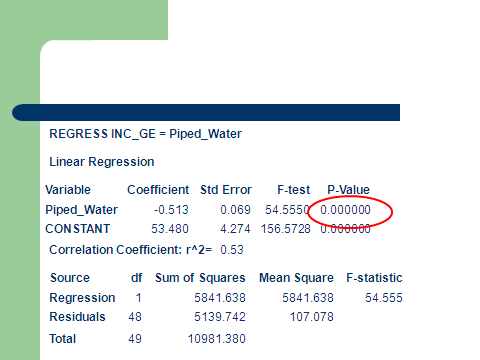 REGRESS INC_GE = Piped_Water
Linear Regression
Variable Coefficient Std Error F-test P-Value
Piped_Water -0.513 0.069 54.5550 0.000000
CONSTANT 53.480 4.274 156.5728 0.000000
Correlation Coefficient: r^2= 0.53
Source df Sum of Squares Mean Square F-statistic
Regression 1 5841.638 5841.638 54.555
Residuals 48 5139.742 107.078
Total 49 10981.380